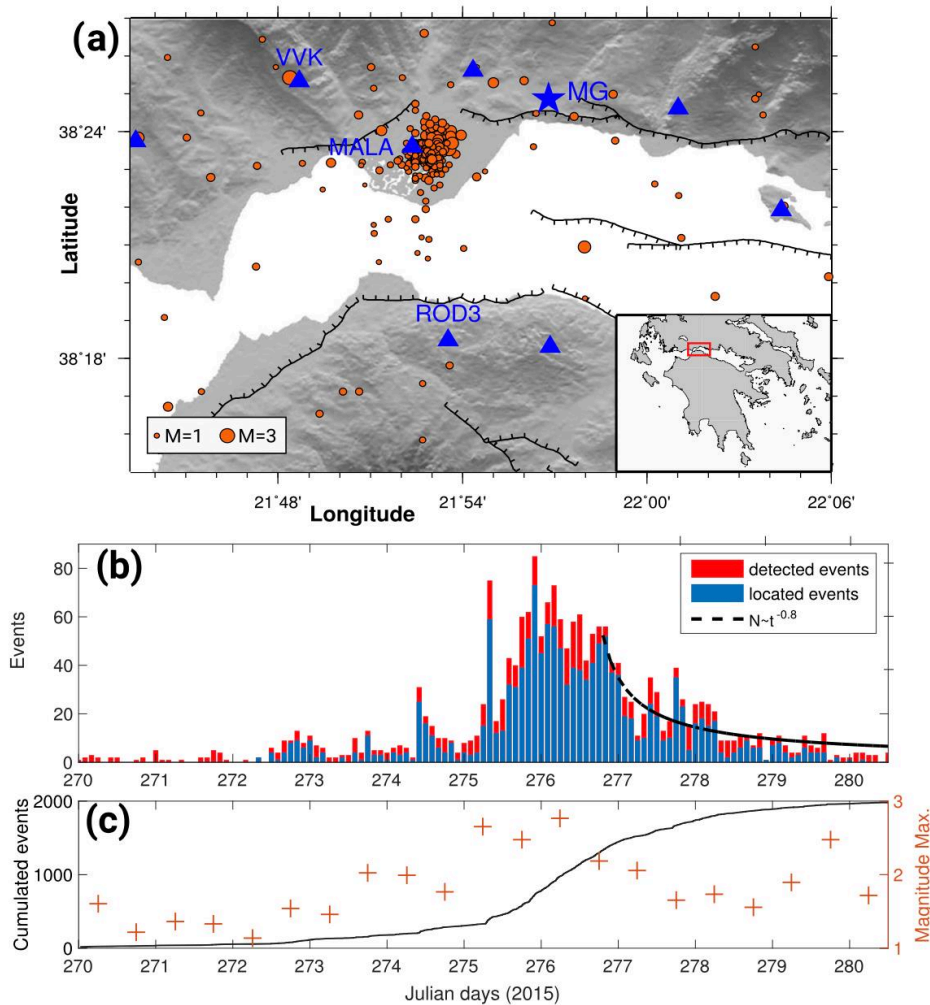 (a)
VVK
MG
MALA
ROD3
38°24'
38°18'
Latitude
M=1 M=3
21°48' 21°54' 22°00' 22°06'
Longitude
(b)
detected events
located events
N~t^-0.8
80
60
40
20
0
Events
270 271 272 273 274 275 276 277 278 279 280
(c)
2000
1000
0
Cumulated events
3
2
1
Magnitude Max.
270 271 272 273 274 275 276 277 278 279 280
Julian days (2015)